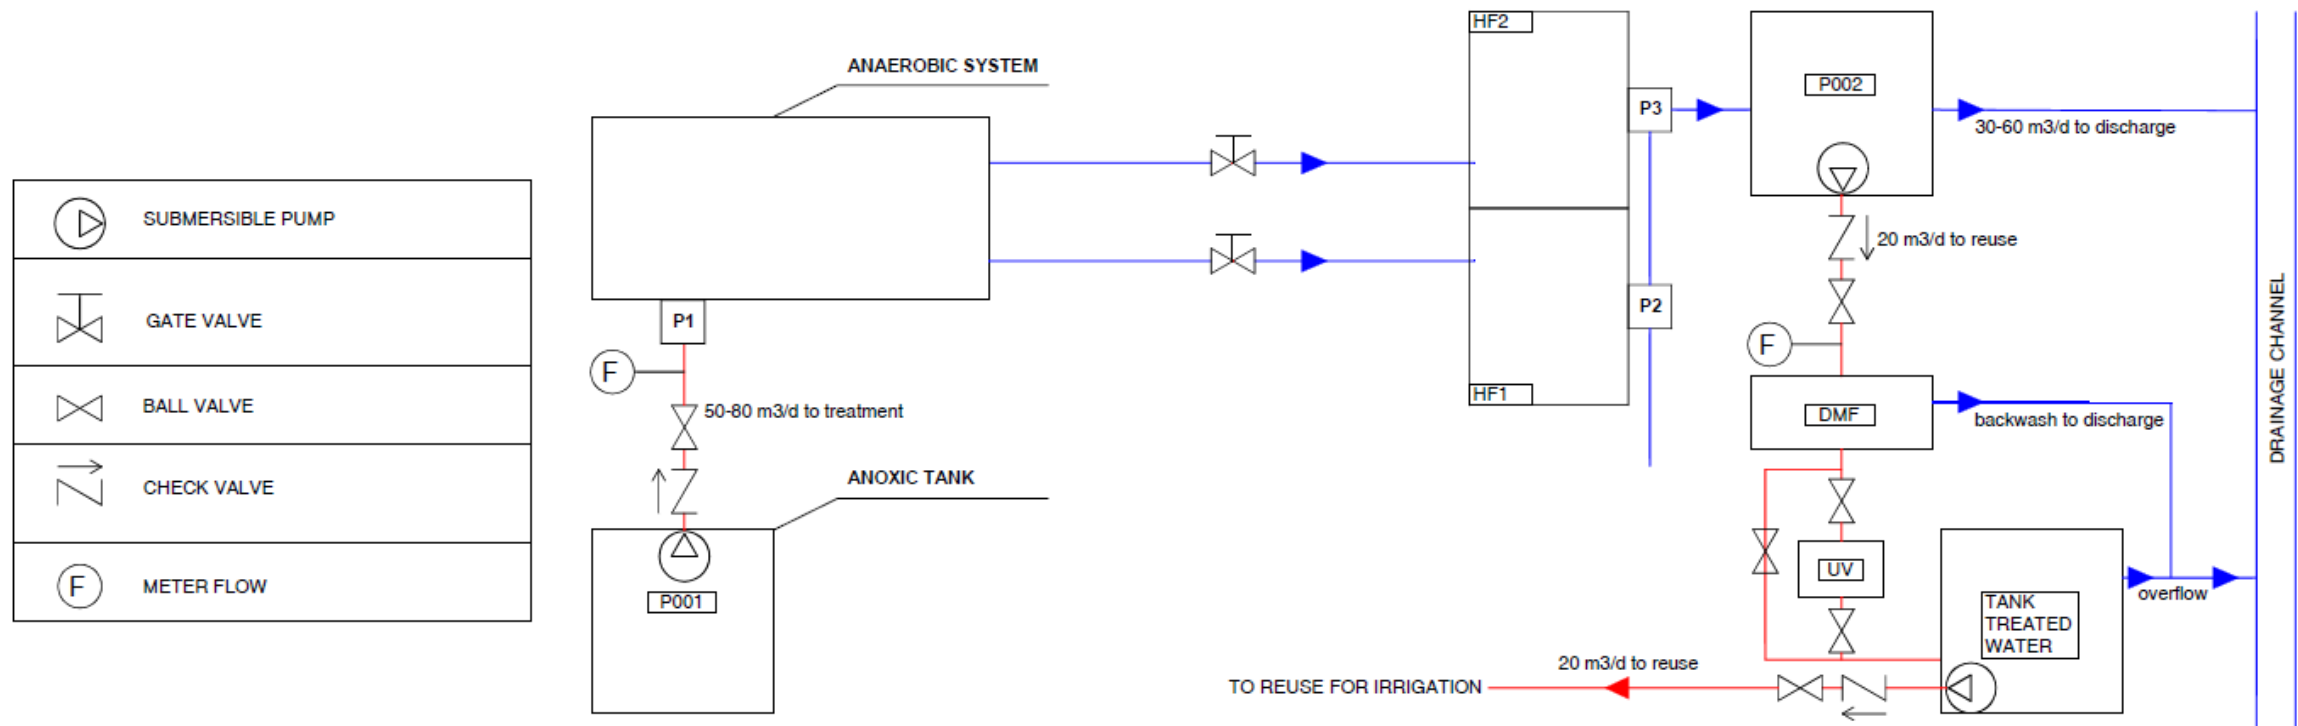 SUBMERSIBLE PUMP
GATE VALVE
BALL VALVE
CHECK VALVE
F
METER FLOW
ANAEROBIC SYSTEM
P1
F
50-80 m3/d to treatment
ANOXIC TANK
P001
HF2
P3
P2
HF1
P002
30-60 m3/d to discharge
20 m3/d to reuse
F
DMF
backwash to discharge
UV
TANK
TREATED
WATER
overflow
20 m3/d to reuse
TO REUSE FOR IRRIGATION
DRAINAGE CHANNEL